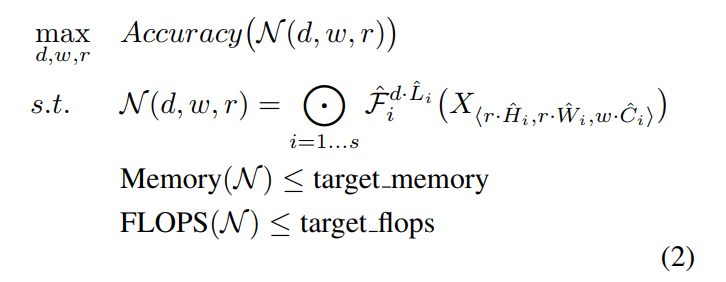 max d,w,r Accuracy(𝒩(d, w, r))
s.t. 𝒩(d, w, r) = ⨀ i=1...s ℱ̂ᵢ^{d·L̂ᵢ}(X⟨r·Ĥᵢ,r·Ŵᵢ,w·Ĉᵢ⟩)
Memory(𝒩) ≤ target_memory
FLOPS(𝒩) ≤ target_flops
(2)